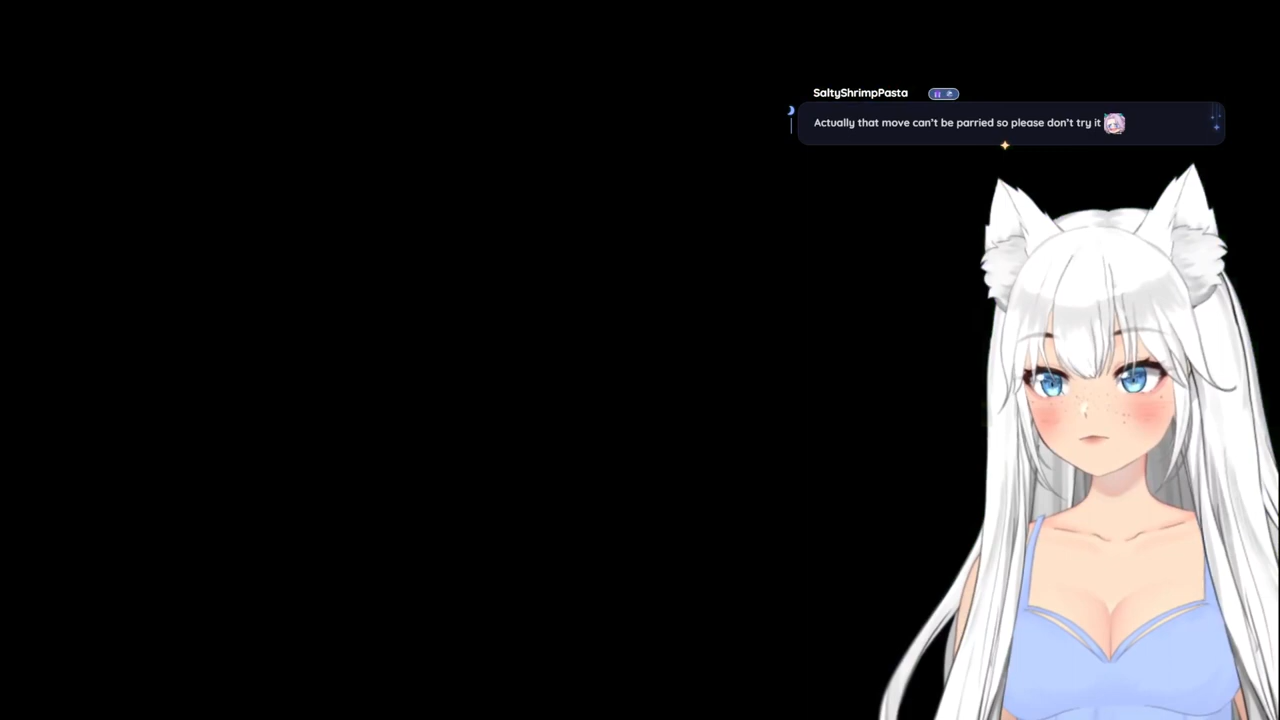 SaltyShrimpPasta
Actually that move can't be parried so please don't try it